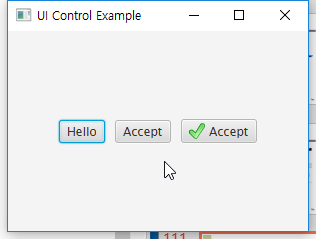 UI Control Example
Hello Accept Accept
111